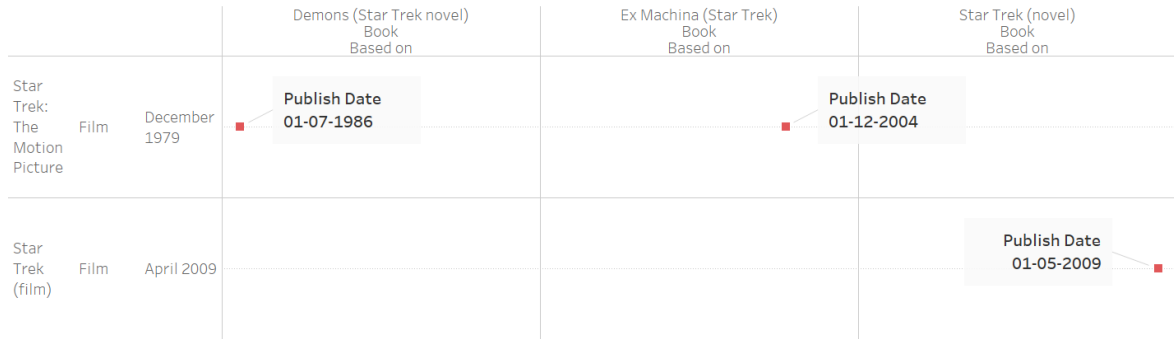 Demons (Star Trek novel)
Book
Based on
Ex Machina (Star Trek)
Book
Based on
Star Trek (novel)
Book
Based on
Star
Trek:
The
Motion
Picture
Film
December
1979
Publish Date
01-07-1986
Publish Date
01-12-2004
Star
Trek
(film)
Film
April 2009
Publish Date
01-05-2009